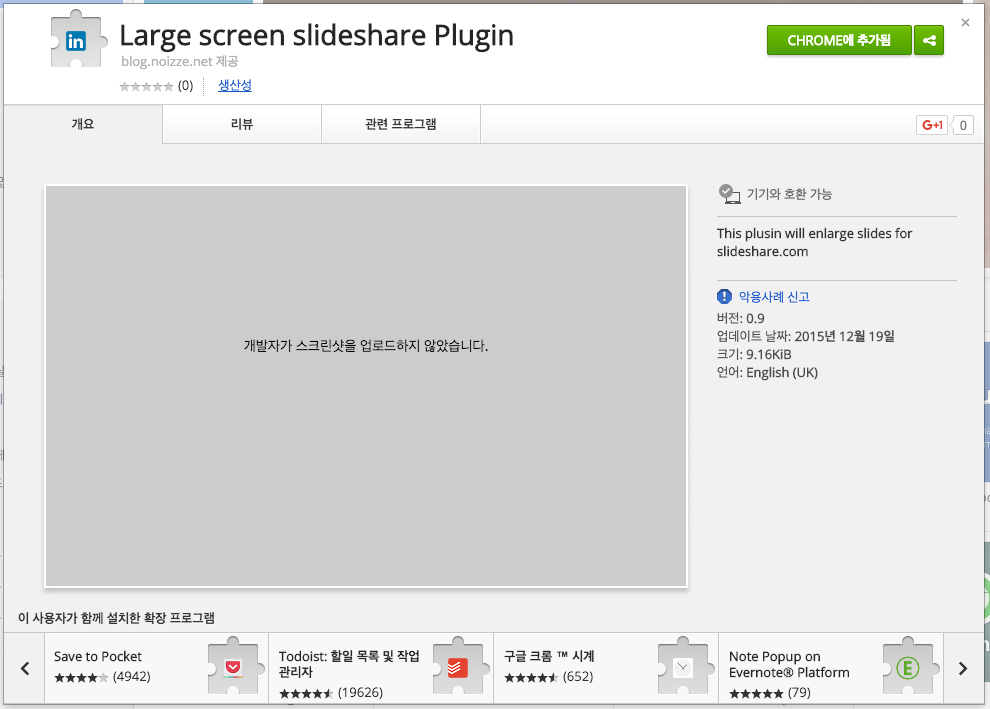 in
Large screen slideshare Plugin
blog.noizze.net 제공
(0)
생산성
CHROME에 추가됨
개요
리뷰
관련 프로그램
G+1
0
개발자가 스크린샷을 업로드하지 않았습니다.
기기와 호환 가능
This plusin will enlarge slides for
slideshare.com
악용사례 신고
버전: 0.9
업데이트 날짜: 2015년 12월 19일
크기: 9.16KiB
언어: English (UK)
이 사용자가 함께 설치한 확장 프로그램
Save to Pocket
(4942)
Todoist: 할일 목록 및 작업
관리자
(19626)
구글 크롬 ™ 시계
(652)
Note Popup on
Evernote® Platform
(79)
E